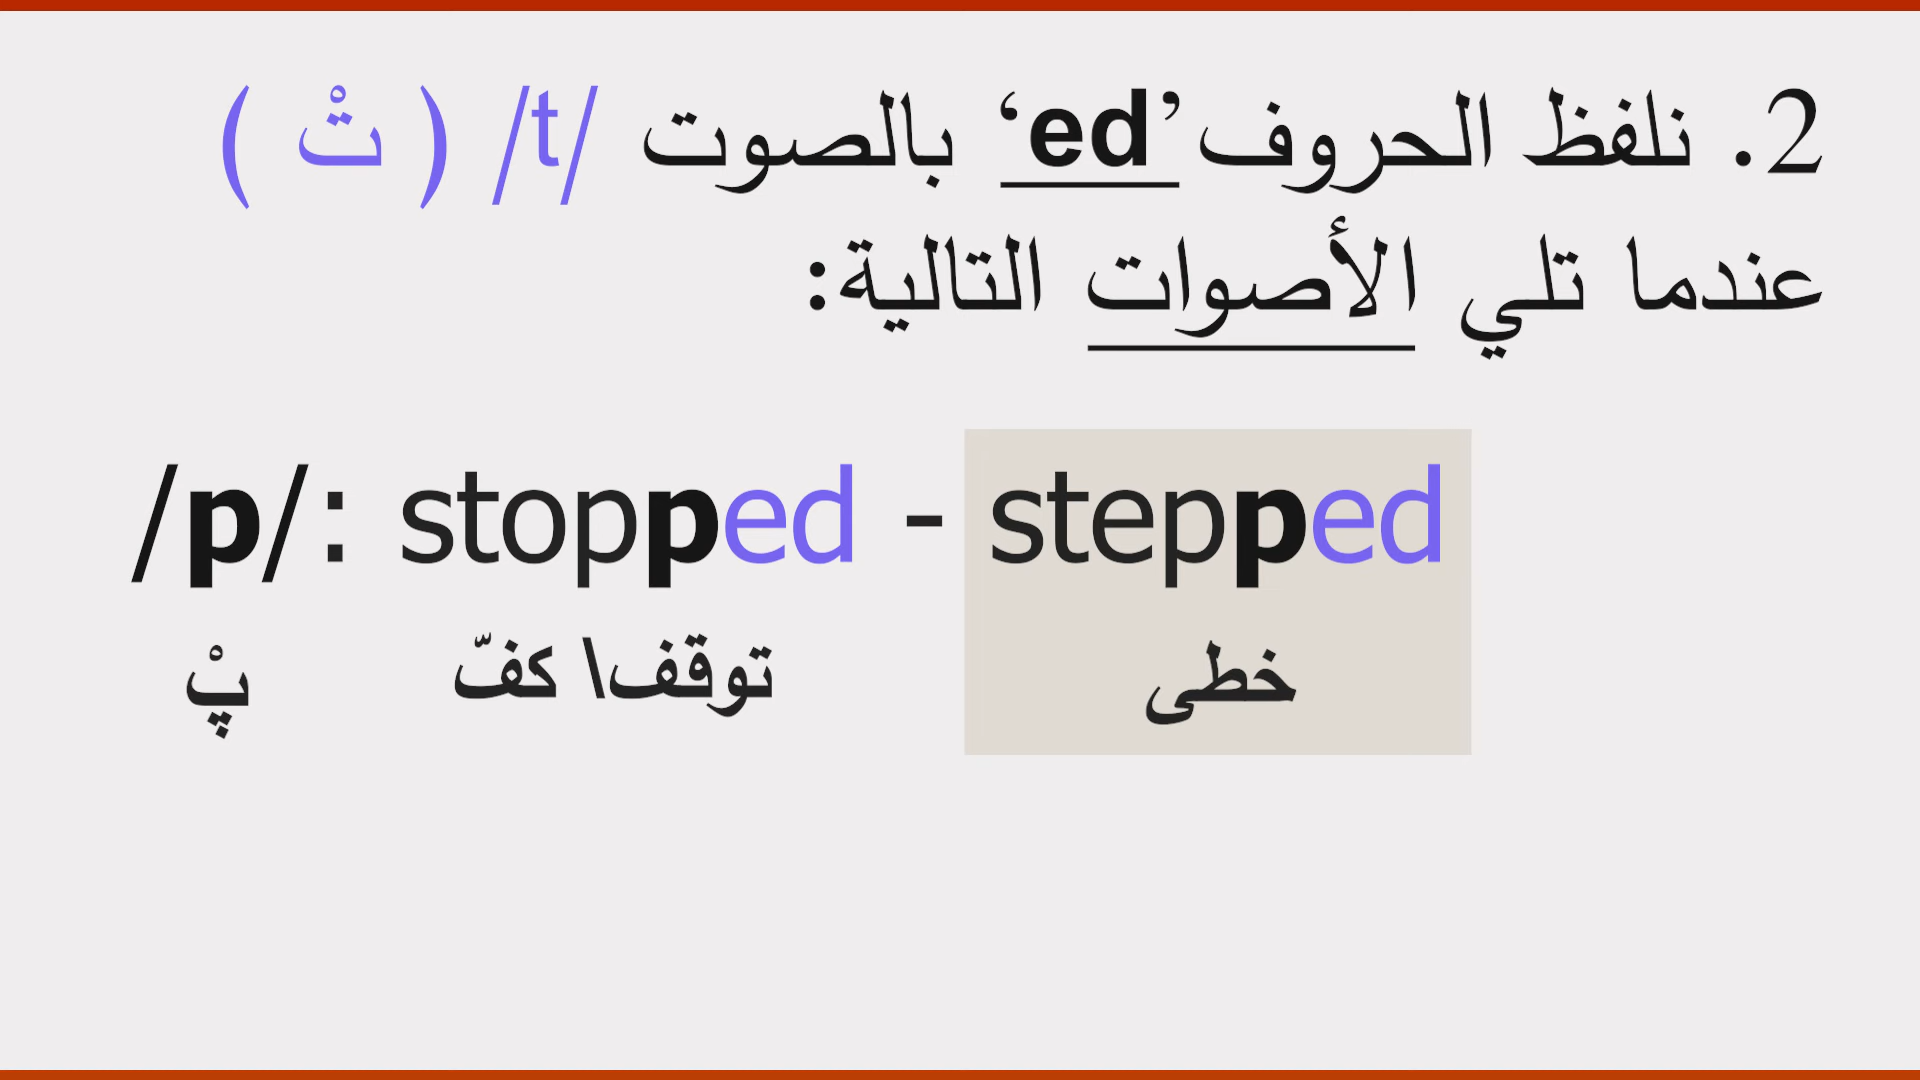 2. نلفظ الحروف ’ed‘ بالصوت /t/ ( تْ )
عندما تلي الأصوات التالية:
/p/: stopped - stepped
پْ توقف\ كفّ خطى